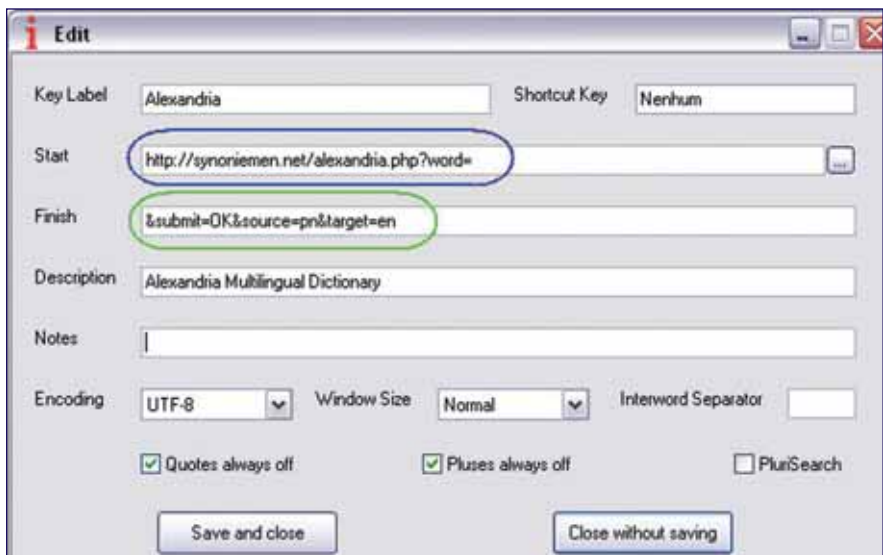 i Edit
Key Label Alexandria Shortcut Key Nenhum
Start http://synoniemen.net/alexandria.php?word= ...
Finish &submit=OK&source=pn&target=en
Description Alexandria Multilingual Dictionary
Notes
Encoding UTF-8 Window Size Normal Interword Separator
Quotes always off Pluses always off PluriSearch
Save and close Close without saving